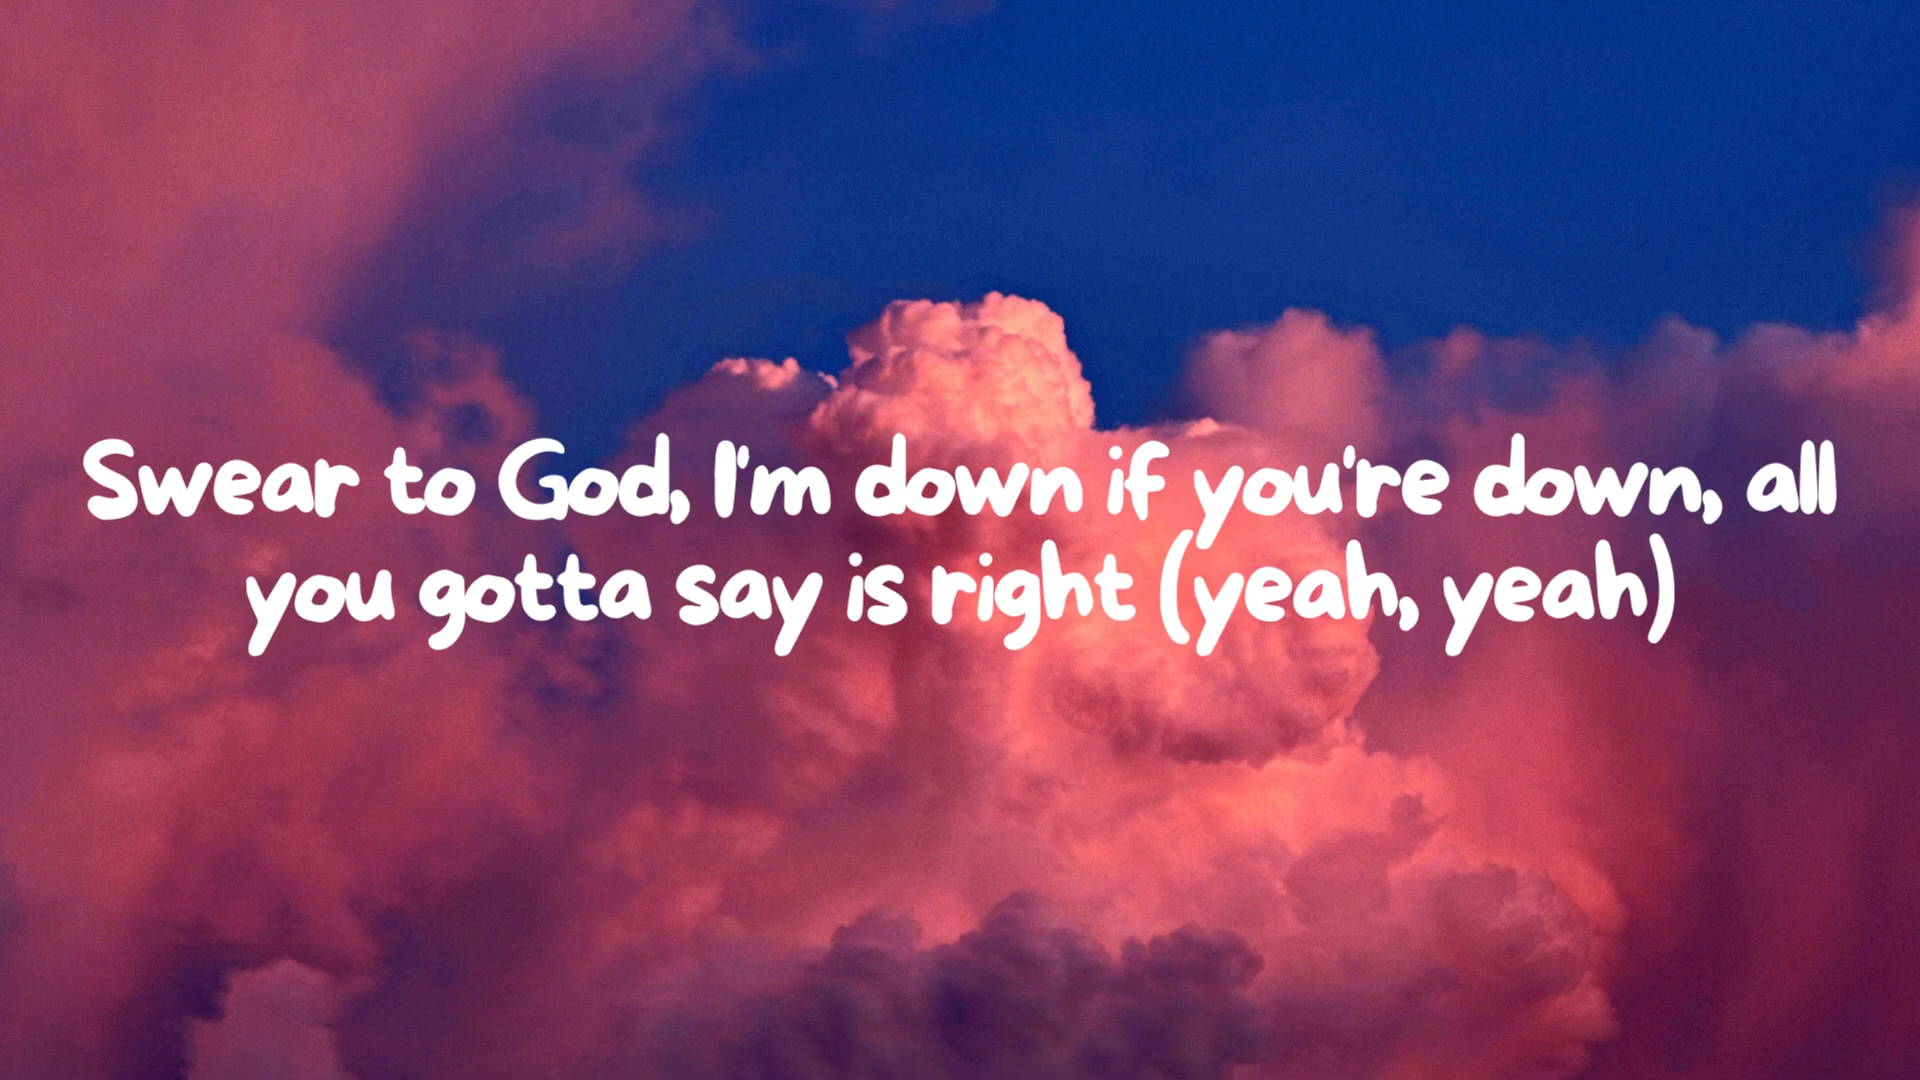 Swear to God, I'm down if you're down, all
you gotta say is right (yeah, yeah)